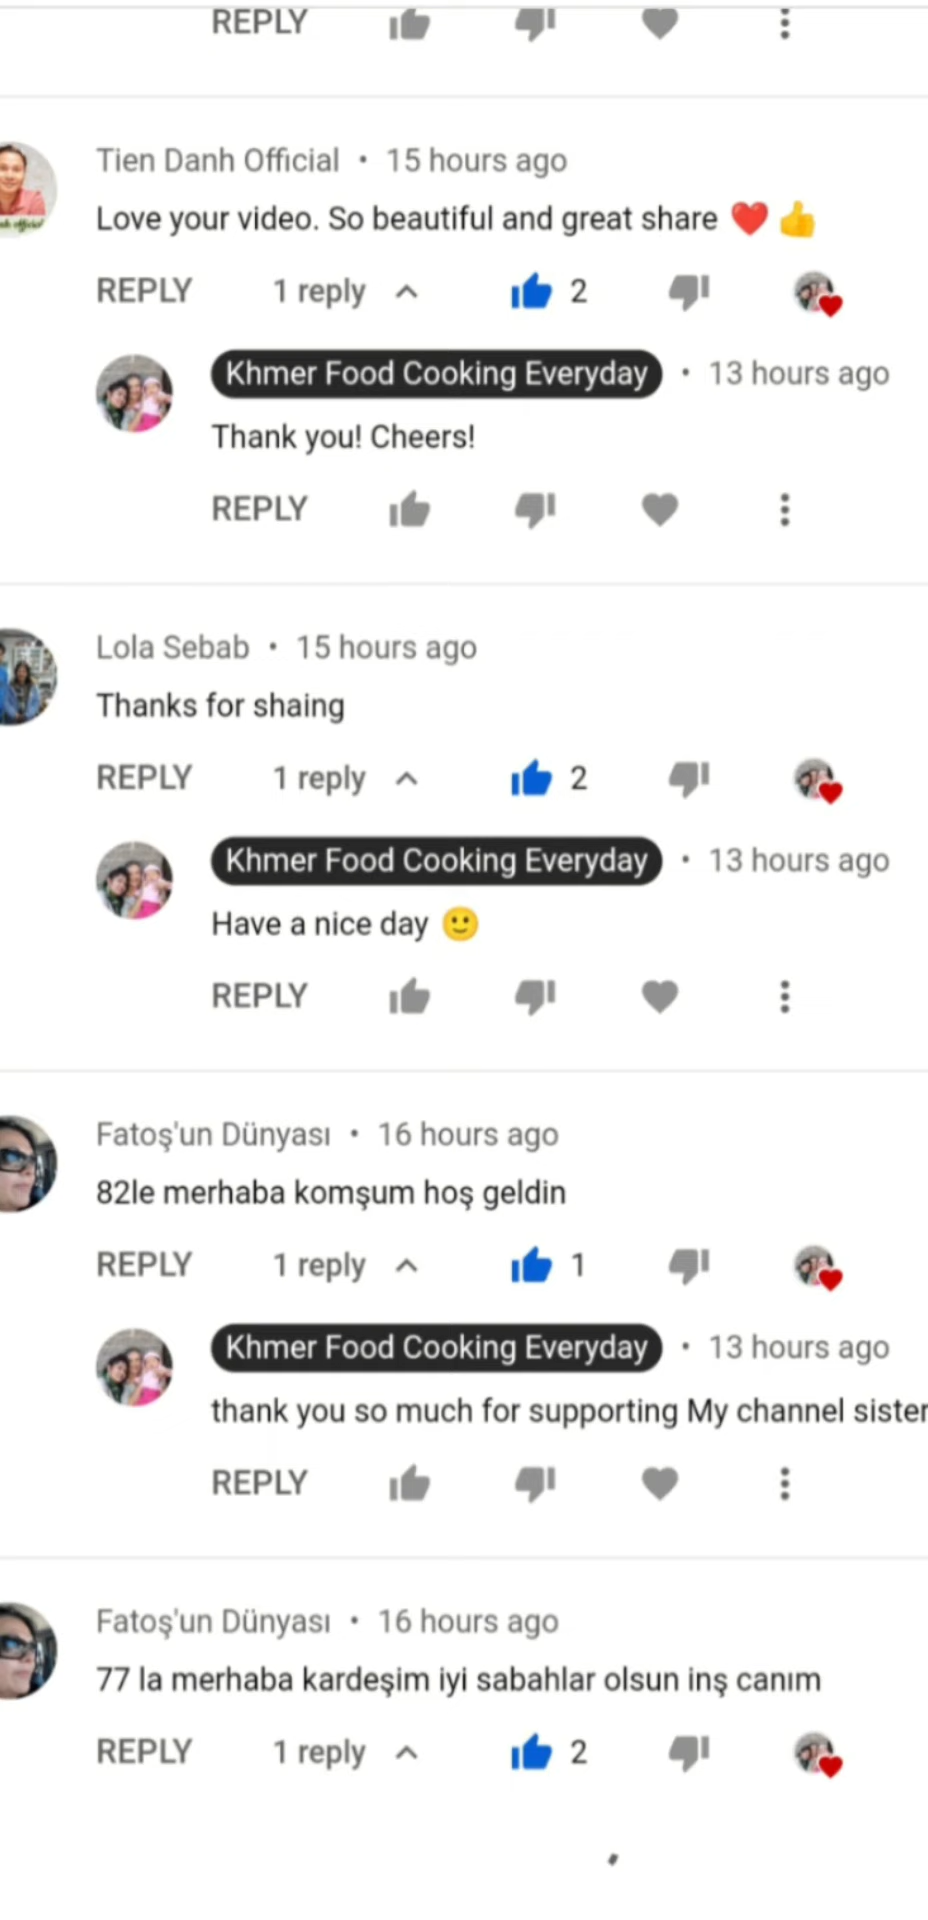 REPLY
Tien Danh Official • 15 hours ago
Love your video. So beautiful and great share ❤️ 👍
REPLY 1 reply 2
Khmer Food Cooking Everyday • 13 hours ago
Thank you! Cheers!
REPLY
Lola Sebab • 15 hours ago
Thanks for shaing
REPLY 1 reply 2
Khmer Food Cooking Everyday • 13 hours ago
Have a nice day 🙂
REPLY
Fatoş'un Dünyası • 16 hours ago
82le merhaba komşum hoş geldin
REPLY 1 reply 1
Khmer Food Cooking Everyday • 13 hours ago
thank you so much for supporting My channel sister
REPLY
Fatoş'un Dünyası • 16 hours ago
77 la merhaba kardeşim iyi sabahlar olsun inş canım
REPLY 1 reply 2